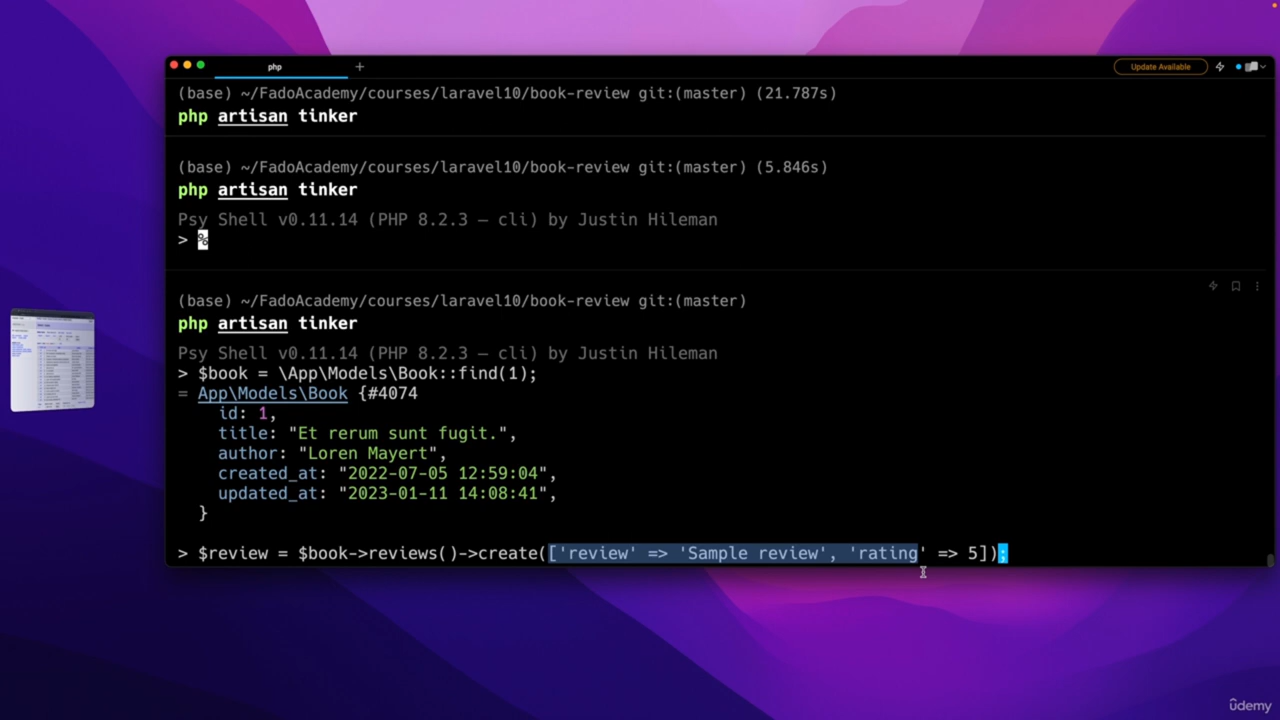 php
Update Available
(base) ~/FadoAcademy/courses/laravel10/book-review git:(master) (21.787s)
php artisan tinker
(base) ~/FadoAcademy/courses/laravel10/book-review git:(master) (5.846s)
php artisan tinker
Psy Shell v0.11.14 (PHP 8.2.3 — cli) by Justin Hileman
> %
(base) ~/FadoAcademy/courses/laravel10/book-review git:(master)
php artisan tinker
Psy Shell v0.11.14 (PHP 8.2.3 — cli) by Justin Hileman
> $book = \App\Models\Book::find(1);
= App\Models\Book {#4074
id: 1,
title: "Et rerum sunt fugit.",
author: "Loren Mayert",
created_at: "2022-07-05 12:59:04",
updated_at: "2023-01-11 14:08:41",
}
> $review = $book->reviews()->create(['review' => 'Sample review', 'rating' => 5]);
ûdemy